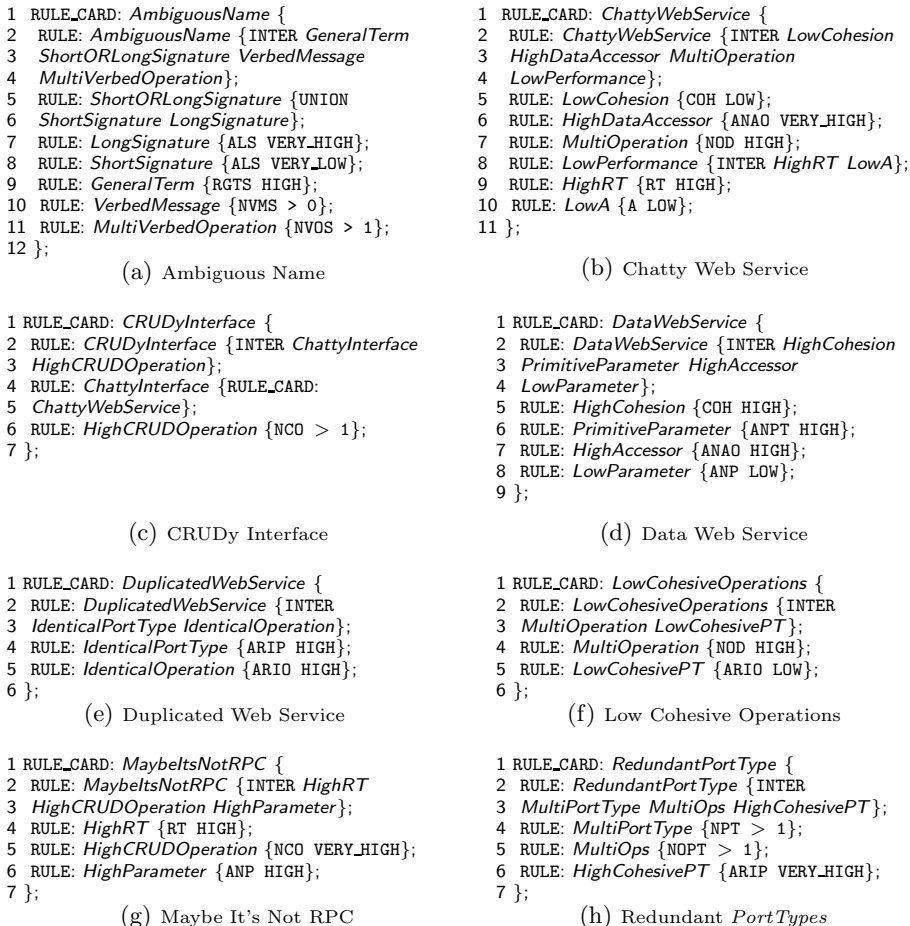 1 RULE_CARD: AmbiguousName {
2 RULE: AmbiguousName {INTER GeneralTerm
3 ShortORLongSignature VerbedMessage
4 MultiVerbedOperation};
5 RULE: ShortORLongSignature {UNION
6 ShortSignature LongSignature};
7 RULE: LongSignature {ALS VERY_HIGH};
8 RULE: ShortSignature {ALS VERY_LOW};
9 RULE: GeneralTerm {RGTS HIGH};
10 RULE: VerbedMessage {NVMS > 0};
11 RULE: MultiVerbedOperation {NVOS > 1};
12 };
(a) Ambiguous Name
1 RULE_CARD: ChattyWebService {
2 RULE: ChattyWebService {INTER LowCohesion
3 HighDataAccessor MultiOperation
4 LowPerformance};
5 RULE: LowCohesion {COH LOW};
6 RULE: HighDataAccessor {ANAO VERY_HIGH};
7 RULE: MultiOperation {NOD HIGH};
8 RULE: LowPerformance {INTER HighRT LowA};
9 RULE: HighRT {RT HIGH};
10 RULE: LowA {A LOW};
11 };
(b) Chatty Web Service
1 RULE_CARD: CRUDyInterface {
2 RULE: CRUDyInterface {INTER ChattyInterface
3 HighCRUDOperation};
4 RULE: ChattyInterface {RULE_CARD:
5 ChattyWebService};
6 RULE: HighCRUDOperation {NCO > 1};
7 };
(c) CRUDy Interface
1 RULE_CARD: DataWebService {
2 RULE: DataWebService {INTER HighCohesion
3 PrimitiveParameter HighAccessor
4 LowParameter};
5 RULE: HighCohesion {COH HIGH};
6 RULE: PrimitiveParameter {ANPT HIGH};
7 RULE: HighAccessor {ANAO HIGH};
8 RULE: LowParameter {ANP LOW};
9 };
(d) Data Web Service
1 RULE_CARD: DuplicatedWebService {
2 RULE: DuplicatedWebService {INTER
3 IdenticalPortType IdenticalOperation};
4 RULE: IdenticalPortType {ARIP HIGH};
5 RULE: IdenticalOperation {ARIO HIGH};
6 };
(e) Duplicated Web Service
1 RULE_CARD: LowCohesiveOperations {
2 RULE: LowCohesiveOperations {INTER
3 MultiOperation LowCohesivePT};
4 RULE: MultiOperation {NOD HIGH};
5 RULE: LowCohesivePT {ARIO LOW};
6 };
(f) Low Cohesive Operations
1 RULE_CARD: MaybeItsNotRPC {
2 RULE: MaybeItsNotRPC {INTER HighRT
3 HighCRUDOperation HighParameter};
4 RULE: HighRT {RT HIGH};
5 RULE: HighCRUDOperation {NCO VERY_HIGH};
6 RULE: HighParameter {ANP HIGH};
7 };
(g) Maybe It's Not RPC
1 RULE_CARD: RedundantPortType {
2 RULE: RedundantPortType {INTER
3 MultiPortType MultiOps HighCohesivePT};
4 RULE: MultiPortType {NPT > 1};
5 RULE: MultiOps {NOPT > 1};
6 RULE: HighCohesivePT {ARIP VERY_HIGH};
7 };
(h) Redundant PortTypes